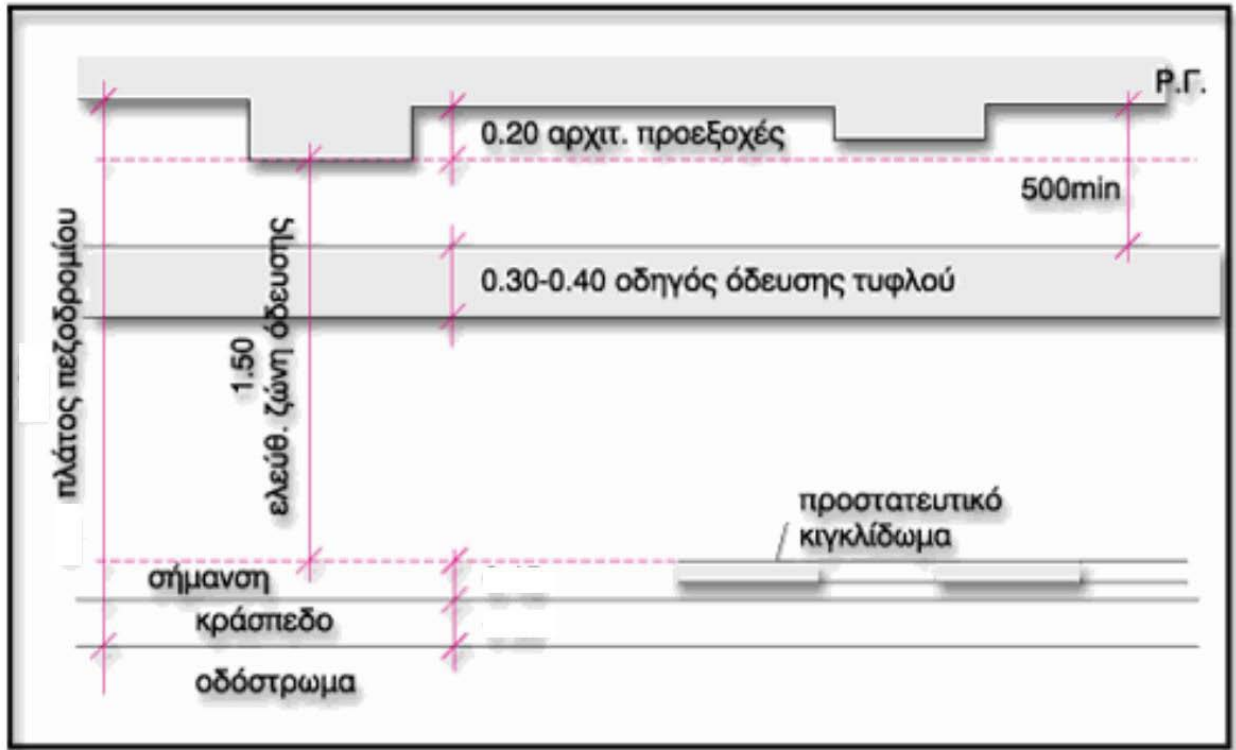 Ρ.Γ.
0.20 αρχιτ. προεξοχές
500min
πλάτος πεζοδρομίου
1.50
ελεύθ. ζώνη όδευσης
0.30-0.40 οδηγός όδευσης τυφλού
προστατευτικό
κιγκλίδωμα
σήμανση
κράσπεδο
οδόστρωμα